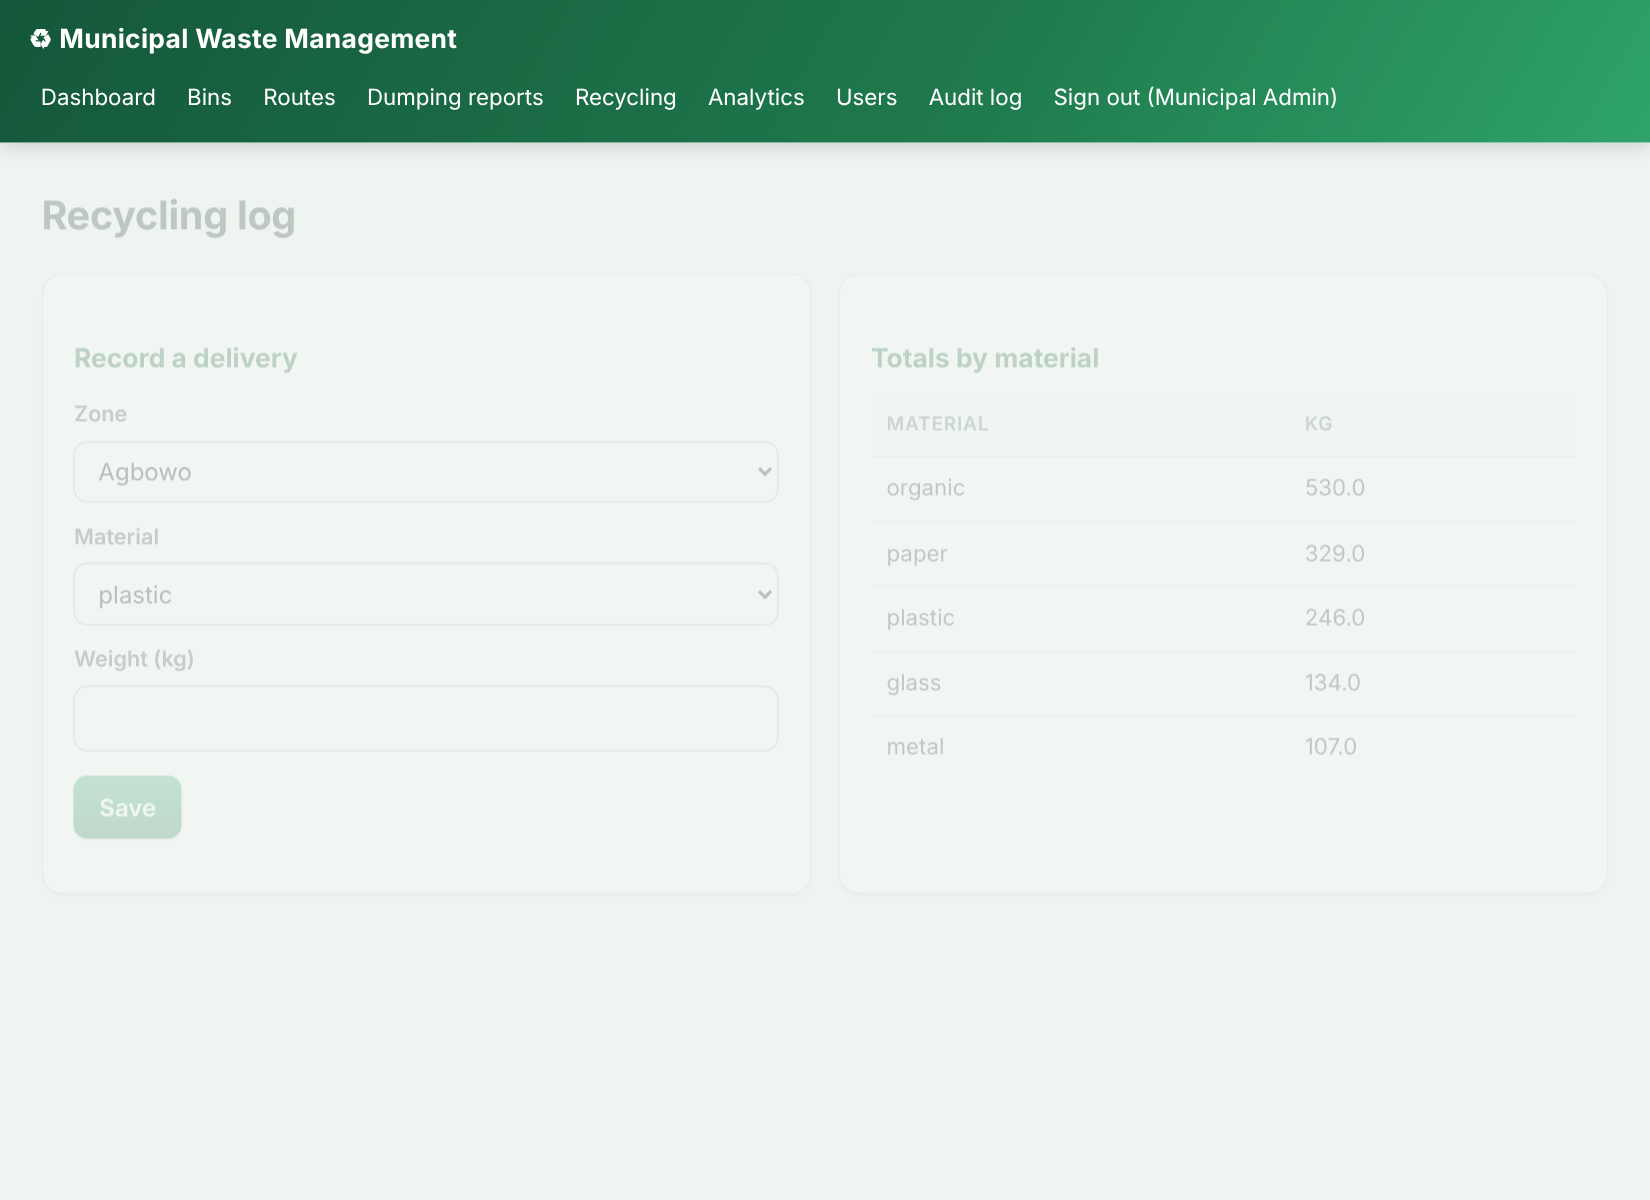 ♻ Municipal Waste Management
Dashboard Bins Routes Dumping reports Recycling Analytics Users Audit log Sign out (Municipal Admin)
Recycling log
Record a delivery
Zone
Agbowo
Material
plastic
Weight (kg)
Save
Totals by material
MATERIAL KG
organic 530.0
paper 329.0
plastic 246.0
glass 134.0
metal 107.0